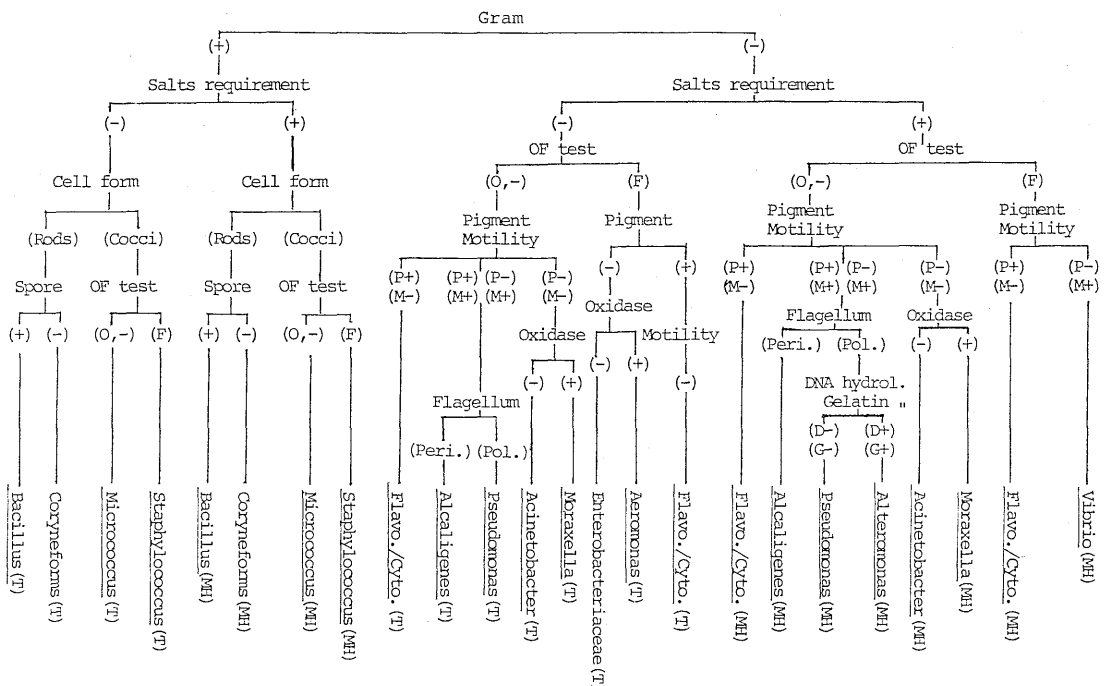 Gram
(+) (-)
Salts requirement Salts requirement
(-) (+) (-) (+)
OF test OF test
Cell form Cell form (O,-) (F) (O,-) (F)
Pigment Pigment Pigment Pigment
Motility Motility Motility
(Rods) (Cocci) (Rods) (Cocci)
(-) (+)
(P+) (P+) (P-) (P-) (P+) (P+) (P-) (P-) (P+) (P-)
(M-) (M+) (M+) (M-) (M-) (M+) (M+) (M-) (M-) (M+)
Spore OF test Spore OF test
Oxidase
Flagellum Oxidase
(+) (-) (O,-) (F) (+) (-) (O,-) (F)
Oxidase Motility
(Peri.) (Pol.) (-) (+)
(-) (+)
(-) (+) (-)
DNA hydrol.
Flagellum Gelatin "
(D-) (D+)
(Peri.) (Pol.) (G-) (G+)
Bacillus (T)
Coryneforms (T)
Micrococcus (T)
Staphylococcus (T)
Bacillus (MH)
Coryneforms (MH)
Micrococcus (MH)
Staphylococcus (MH)
Flavo./Cyto. (T)
Alcaligenes (T)
Pseudomonas (T)
Acinetobacter (T)
Moraxella (T)
Enterobacteriaceae (T
Aeromonas (T)
Flavo./Cyto. (T)
Flavo./Cyto. (MH)
Alcaligenes (MH)
Pseudomonas (MH)
Alteromonas (MH)
Acinetobacter (MH)
Moraxella (MH)
Flavo./Cyto. (MH)
Vibrio (MH)